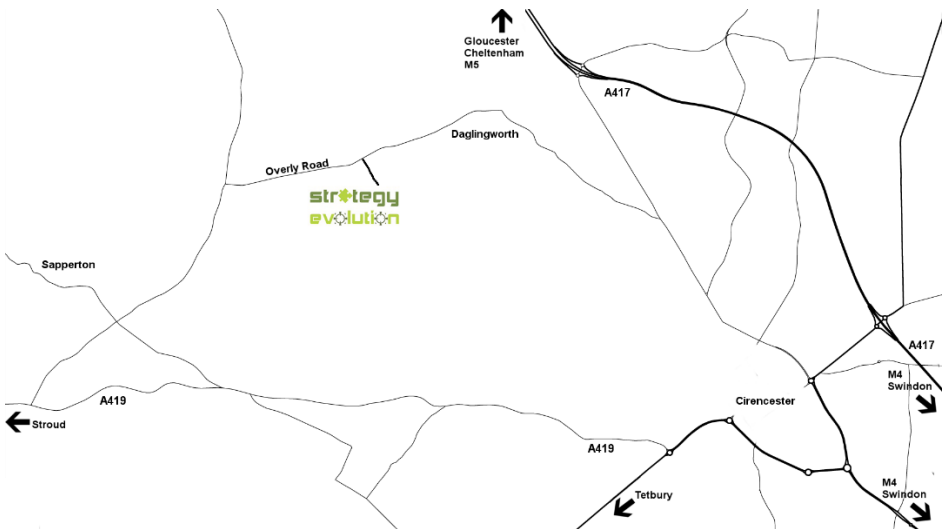 Gloucester
Cheltenham
M5
A417
Daglingworth
Overly Road
strategy
evolution
Sapperton
A417
M4
Swindon
A419
Cirencester
Stroud
A419
M4
Swindon
Tetbury